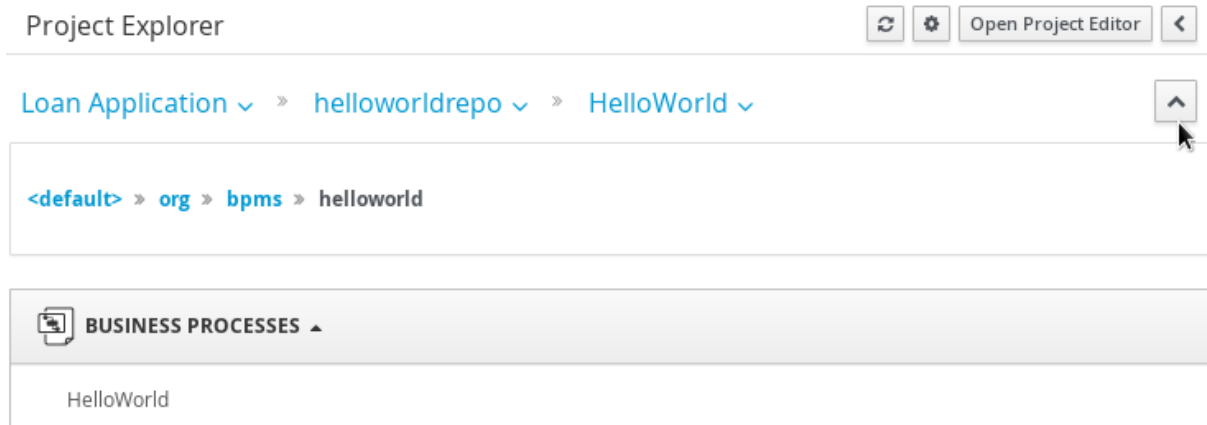 Project Explorer Open Project Editor
Loan Application » helloworldrepo » HelloWorld
<default> » org » bpms » helloworld
BUSINESS PROCESSES
HelloWorld